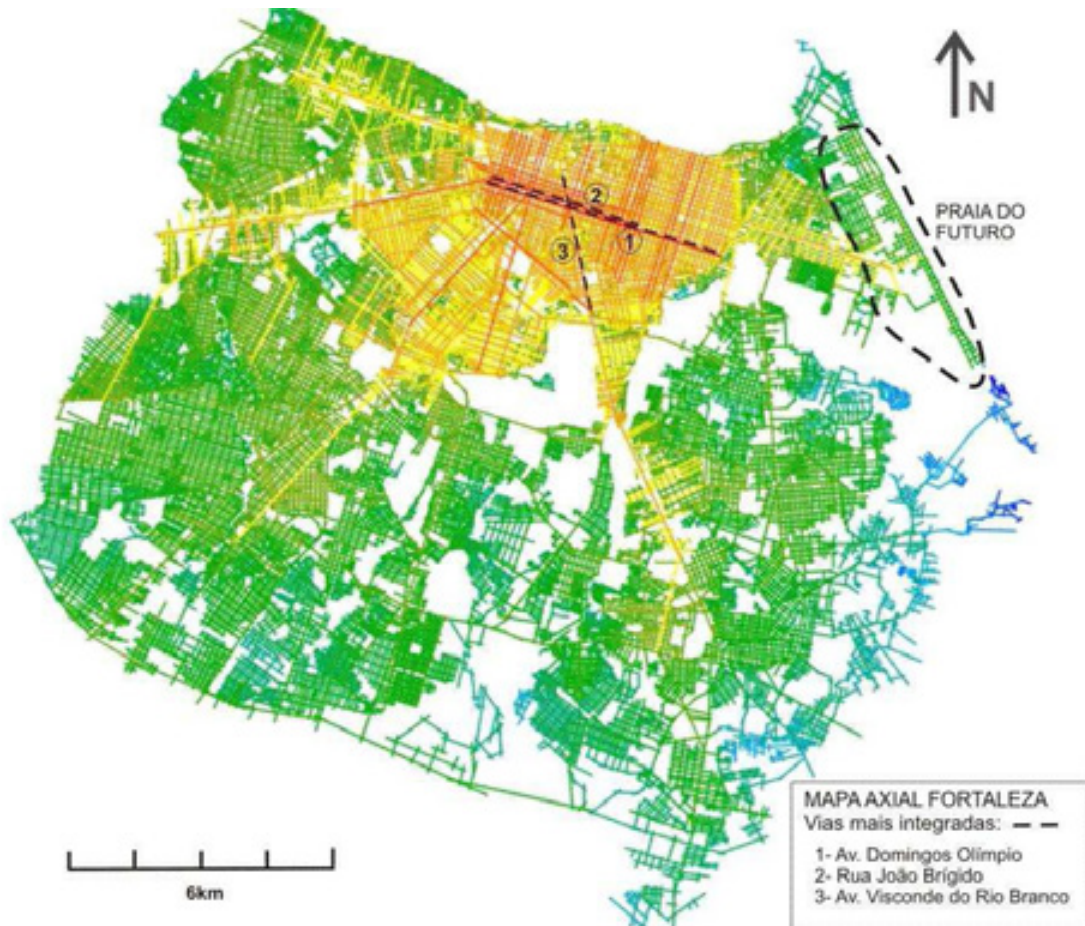 N
PRAIA DO
FUTURO
2
1
3
6km
MAPA AXIAL FORTALEZA
Vias mais integradas:
1- Av. Domingos Olímpio
2- Rua João Brígido
3- Av. Visconde do Rio Branco